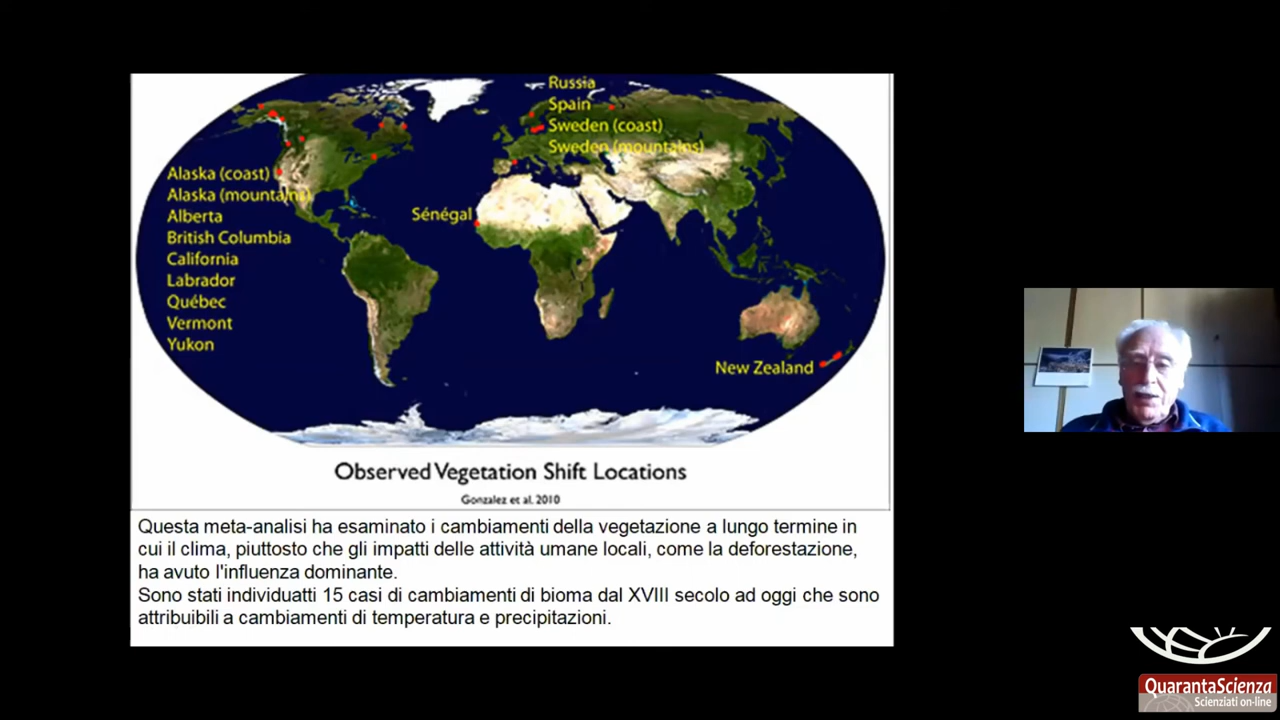 Russia
Spain
Sweden (coast)
Sweden (mountains)
Alaska (coast)
Alaska (mountains)
Alberta
British Columbia
California
Labrador
Québec
Vermont
Yukon
Sénégal
New Zealand
Observed Vegetation Shift Locations
Gonzalez et al. 2010
Questa meta-analisi ha esaminato i cambiamenti della vegetazione a lungo termine in
cui il clima, piuttosto che gli impatti delle attività umane locali, come la deforestazione,
ha avuto l'influenza dominante.
Sono stati individuatti 15 casi di cambiamenti di bioma dal XVIII secolo ad oggi che sono
attribuibili a cambiamenti di temperatura e precipitazioni.
QuarantaScienza
Scienziati on-line